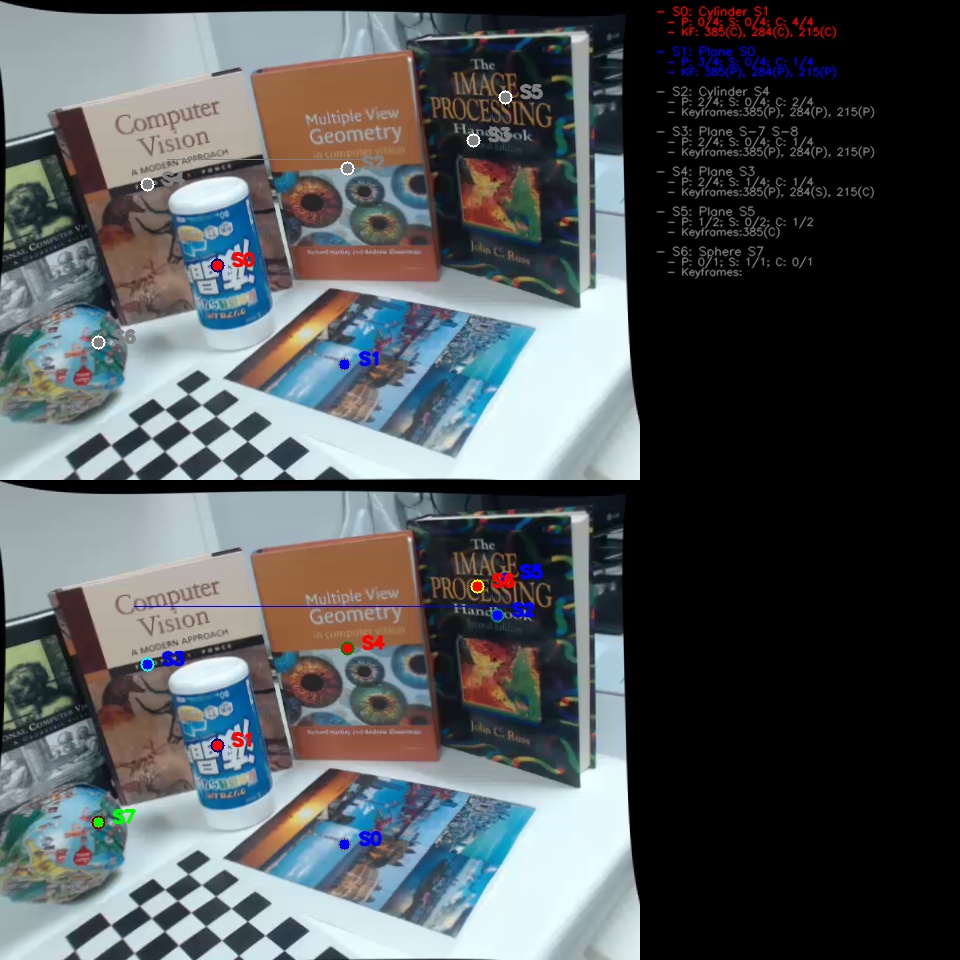 - S0: Cylinder S1
- P: 0/4; S: 0/4; C: 4/4
- KF: 385(C), 284(C), 215(C)
- S1: Plane S0
- P: 3/4; S: 0/4; C: 1/4
- KF: 385(P), 284(P), 215(P)
- S2: Cylinder S4
- P: 2/4; S: 0/4; C: 2/4
- Keyframes:385(P), 284(P), 215(P)
- S3: Plane S-7 S-8
- P: 2/4; S: 0/4; C: 1/4
- Keyframes:385(P), 284(P), 215(P)
- S4: Plane S3
- P: 2/4; S: 1/4; C: 1/4
- Keyframes:385(P), 284(S), 215(C)
- S5: Plane S5
- P: 1/2; S: 0/2; C: 1/2
- Keyframes:385(C)
- S6: Sphere S7
- P: 0/1; S: 1/1; C: 0/1
- Keyframes:
The
IMAGE
PROCESSING
S5
S3
John C. Russ
Multiple View
Geometry
in computer vision
S2
Richard Hartley and Andrew Zisserman
Computer
Vision
A MODERN APPROACH
S0
S1
S6
The
IMAGE
PROCESSING
Handbook
S5
S6
S2
John C. Russ
Multiple View
Geometry
in computer vision
S4
Richard Hartley and Andrew Zisserman
Computer
Vision
A MODERN APPROACH
S3
S1
S7
S0